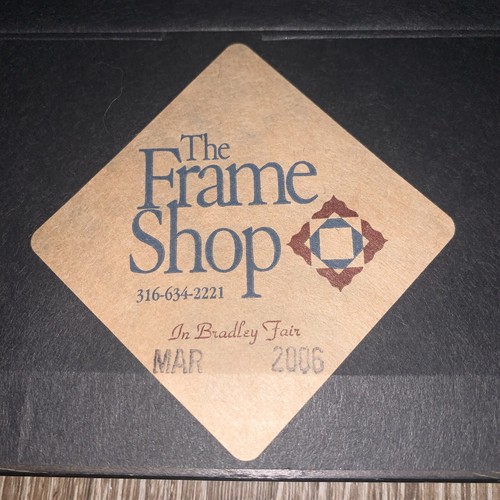 The
Frame
Shop
316-634-2221
In Bradley Fair
MAR 2006